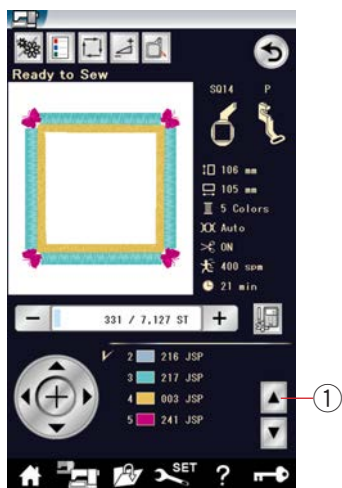 Ready to Sew
SQ14 P
106 mm
105 mm
5 Colors
Auto
ON
400 spm
21 min
− 331 / 7,127 ST +
2 216 JSP
3 217 JSP
4 003 JSP
5 241 JSP
①
SET ?